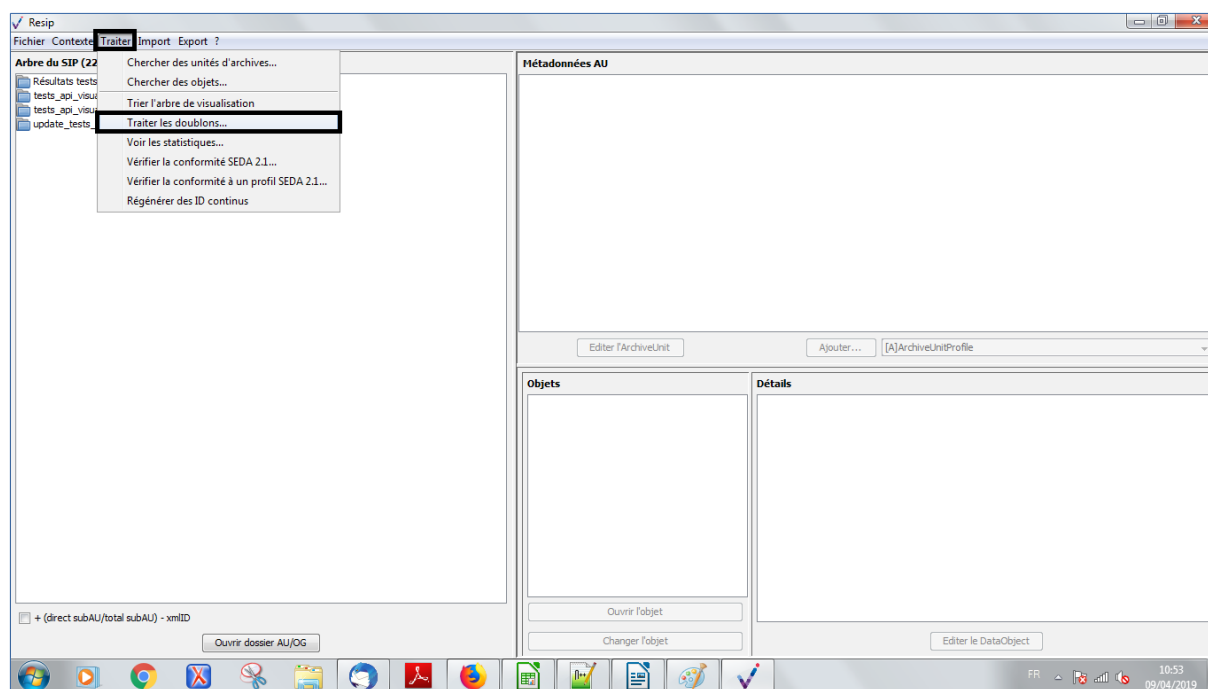 Resip
Fichier Contexte Traiter Import Export ?
Arbre du SIP (22
Résultats tests
tests_api_visua
tests_api_visu
update_tests_
Chercher des unités d'archives...
Chercher des objets...
Trier l'arbre de visualisation
Traiter les doublons...
Voir les statistiques...
Vérifier la conformité SEDA 2.1...
Vérifier la conformité à un profil SEDA 2.1...
Régénérer des ID continus
+ (direct subAU/total subAU) - xmlID
Ouvrir dossier AU/OG
Métadonnées AU
Editer l'ArchiveUnit
Ajouter...
[A]ArchiveUnitProfile
Objets
Ouvrir l'objet
Changer l'objet
Détails
Editer le DataObject
FR
10:53
09/04/2019